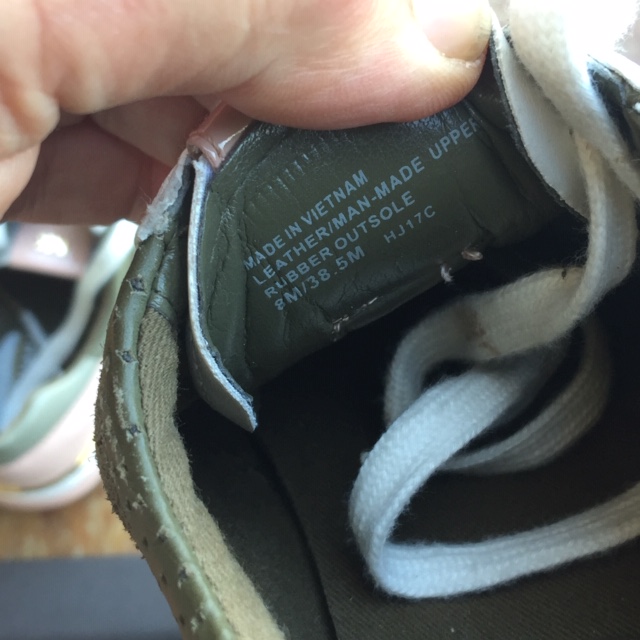 MADE IN VIETNAM
LEATHER/MAN-MADE UPPER
RUBBER OUTSOLE
8M/38.5M HJ17C